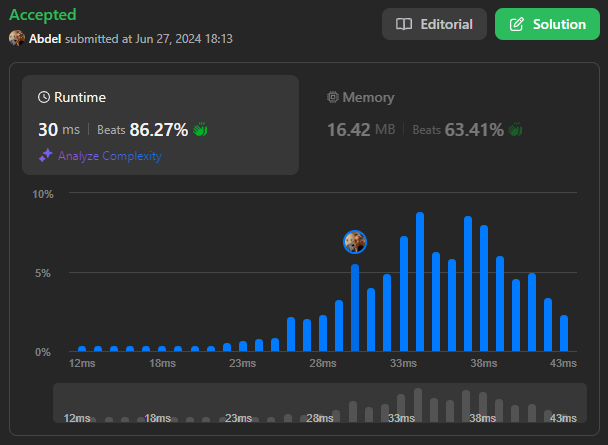 Accepted
Abdel submitted at Jun 27, 2024 18:13
Editorial
Solution
Runtime
30 ms | Beats 86.27%
Analyze Complexity
Memory
16.42 MB | Beats 63.41%
10%
5%
0%
12ms 18ms 23ms 28ms 33ms 38ms 43ms
12ms 18ms 23ms 28ms 33ms 38ms 43ms